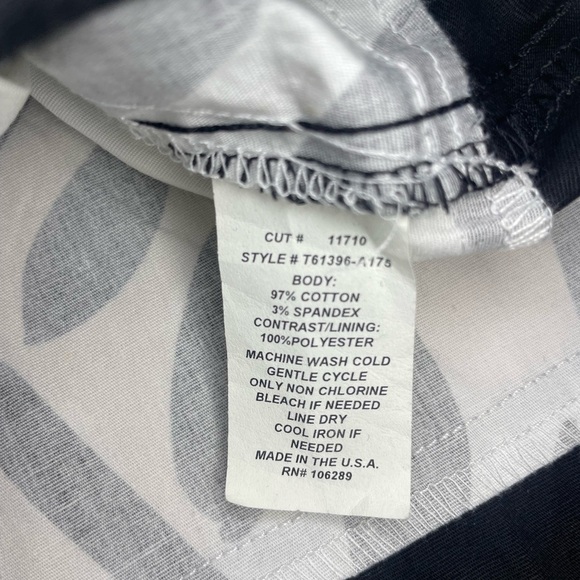 CUT # 11710
STYLE # T61396-A175
BODY:
97% COTTON
3% SPANDEX
CONTRAST/LINING:
100%POLYESTER
MACHINE WASH COLD
GENTLE CYCLE
ONLY NON CHLORINE
BLEACH IF NEEDED
LINE DRY
COOL IRON IF
NEEDED
MADE IN THE U.S.A.
RN# 106289